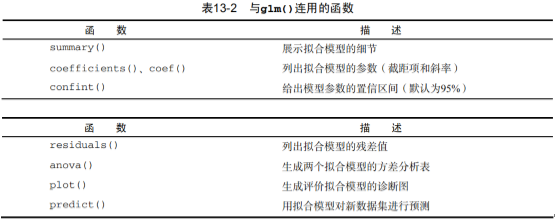 表13-2 与glm()连用的函数
函 数 描 述
summary() 展示拟合模型的细节
coefficients()、coef() 列出拟合模型的参数（截距项和斜率）
confint() 给出模型参数的置信区间（默认为95%）
函 数 描 述
residuals() 列出拟合模型的残差值
anova() 生成两个拟合模型的方差分析表
plot() 生成评价拟合模型的诊断图
predict() 用拟合模型对新数据集进行预测